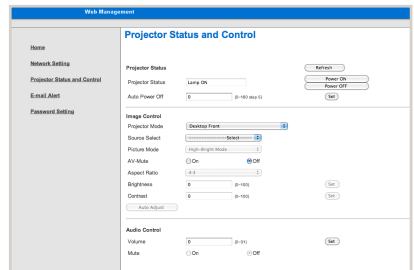 Web Management
Projector Status and Control
Home
Network Setting
Projector Status and Control
E-mail Alert
Password Setting
Projector Status
Refresh
Projector Status
Lamp ON
Power ON
Power OFF
Auto Power Off
0
(0~180 step 5)
Set
Image Control
Projector Mode
Desktop Front
Source Select
Select
Picture Mode
High-Bright Mode
AV-Mute
On
Off
Aspect Ratio
4:3
Brightness
0
(0~100)
Set
Contrast
0
(0~100)
Set
Auto Adjust
Audio Control
Volume
0
(0~31)
Set
Mute
On
Off